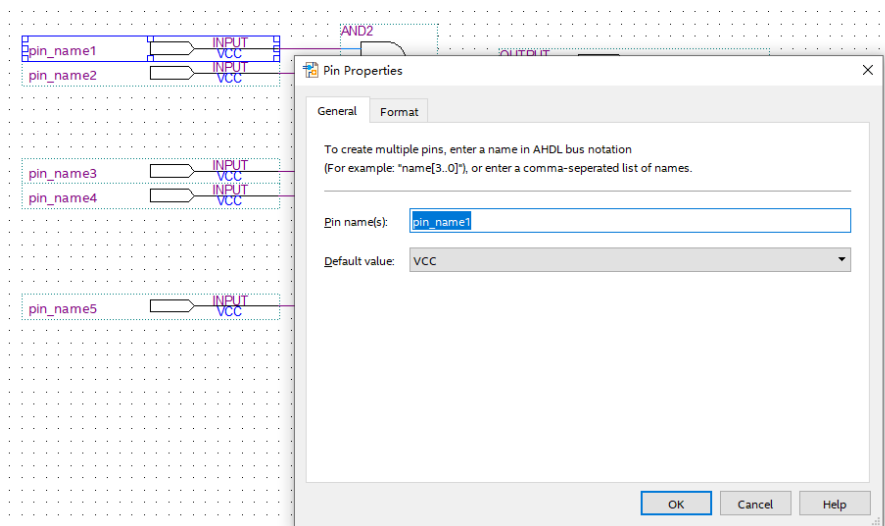 AND2
pin_name1 INPUT
VCC
OUTPUT
pin_name2 INPUT
VCC
pin_name3 INPUT
VCC
pin_name4 INPUT
VCC
pin_name5 INPUT
VCC
Pin Properties
General Format
To create multiple pins, enter a name in AHDL bus notation
(For example: "name[3..0]"), or enter a comma-seperated list of names.
Pin name(s): pin_name1
Default value: VCC
OK Cancel Help